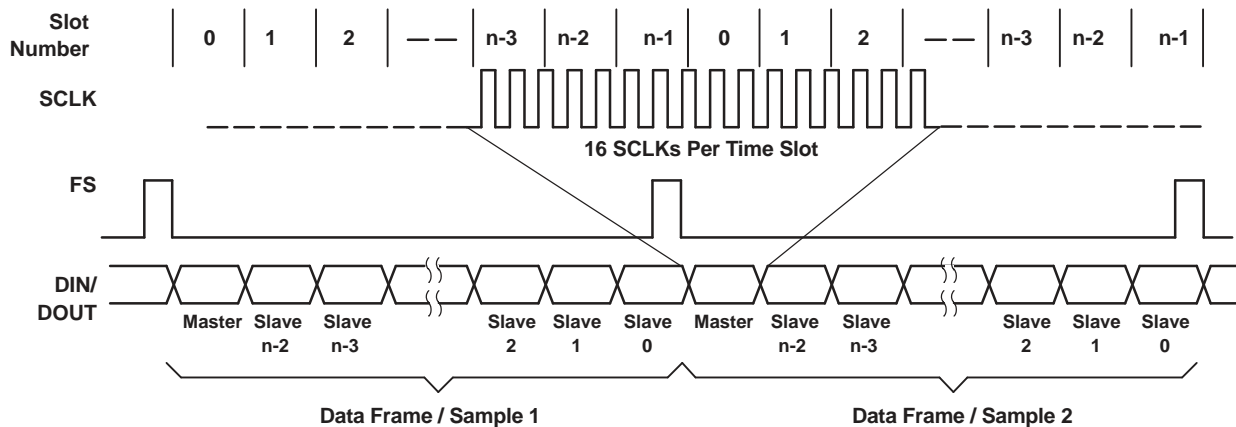 Slot Number 0 1 2 n-3 n-2 n-1 0 1 2 n-3 n-2 n-1
SCLK
16 SCLKs Per Time Slot
FS
DIN/
DOUT
Master Slave n-2 Slave n-3 Slave 2 Slave 1 Slave 0 Master Slave n-2 Slave n-3 Slave 2 Slave 1 Slave 0
Data Frame / Sample 1 Data Frame / Sample 2